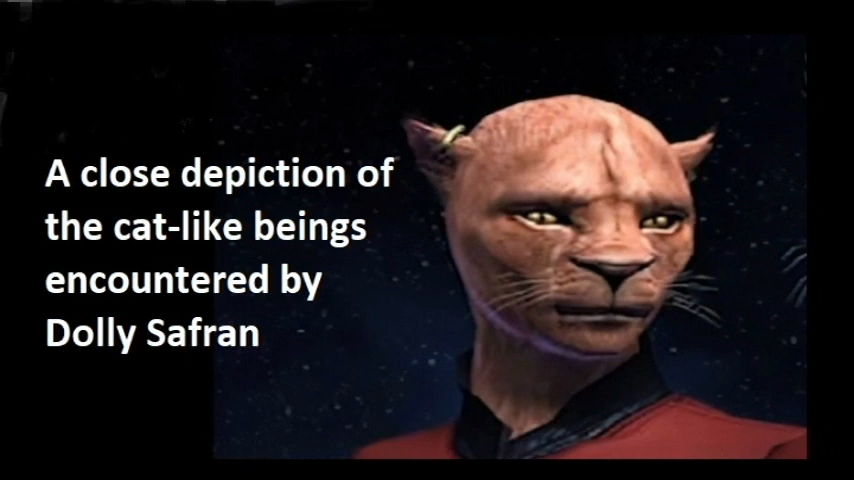 A close depiction of
the cat-like beings
encountered by
Dolly Safran